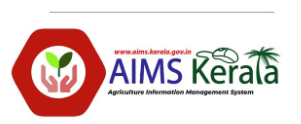 www.aims.kerala.gov.in
AIMS Kerala
Agriculture Information Management System